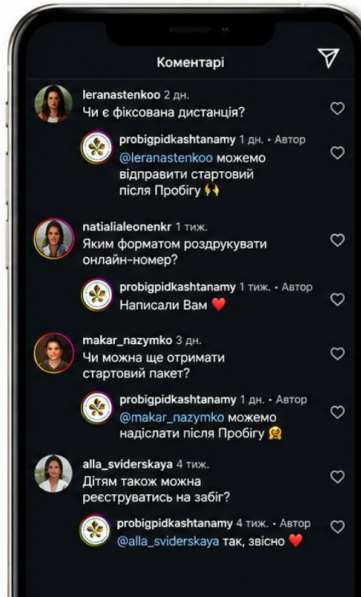 Коментарі
leranastenkoo 2 дн.
Чи є фіксована дистанція?
probigpidkashtanamy 1 дн. • Автор
@leranastenkoo можемо
відправити стартовий
після Пробігу 🙌
natalialeonenkr 1 тиж.
Яким форматом роздрукувати
онлайн-номер?
probigpidkashtanamy 1 тиж. • Автор
Написали Вам ❤️
makar_nazymko 3 дн.
Чи можна ще отримати
стартовий пакет?
probigpidkashtanamy 1 дн. • Автор
@makar_nazymko можемо
надіслати після Пробігу 🤗
alla_sviderskaya 4 тиж.
Дітям також можна
реєструватись на забіг?
probigpidkashtanamy 4 тиж. • Автор
@alla_sviderskaya так, звісно ❤️